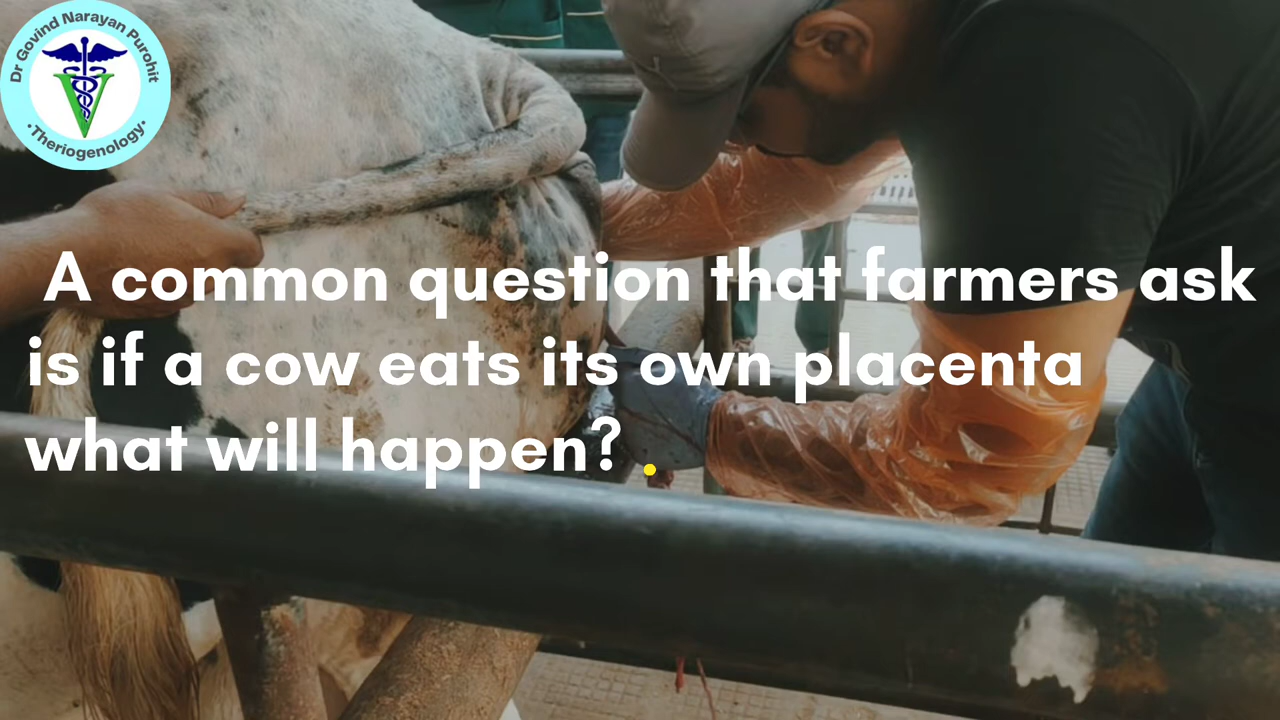 Dr Govind Narayan Purohit
•Theriogenology•
V
A common question that farmers ask
is if a cow eats its own placenta
what will happen? .